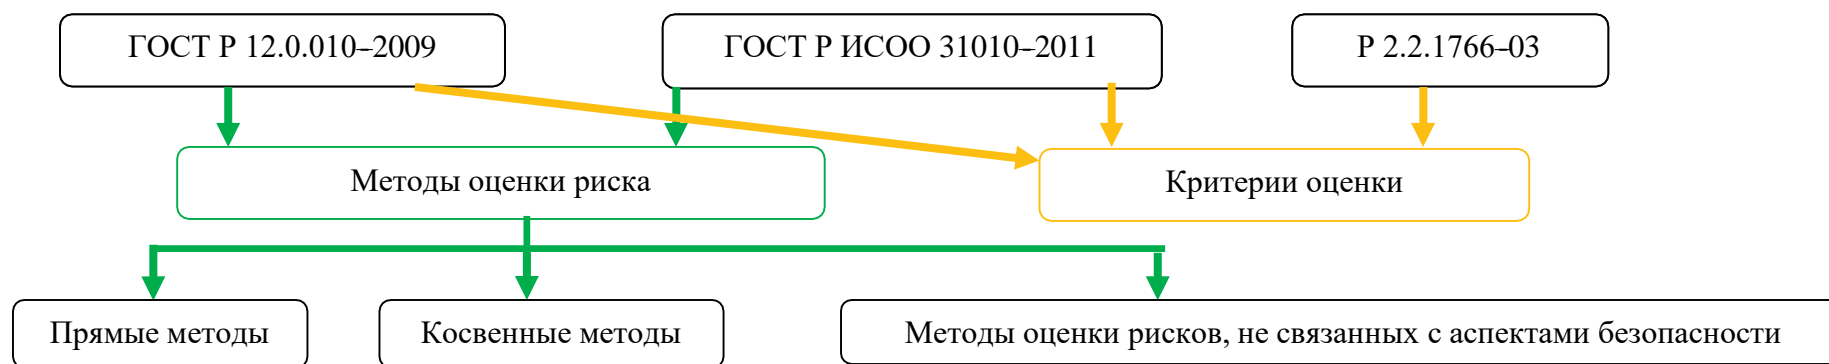 ГОСТ Р 12.0.010–2009
ГОСТ Р ИСОО 31010–2011
Р 2.2.1766–03
Методы оценки риска
Критерии оценки
Прямые методы
Косвенные методы
Методы оценки рисков, не связанных с аспектами безопасности